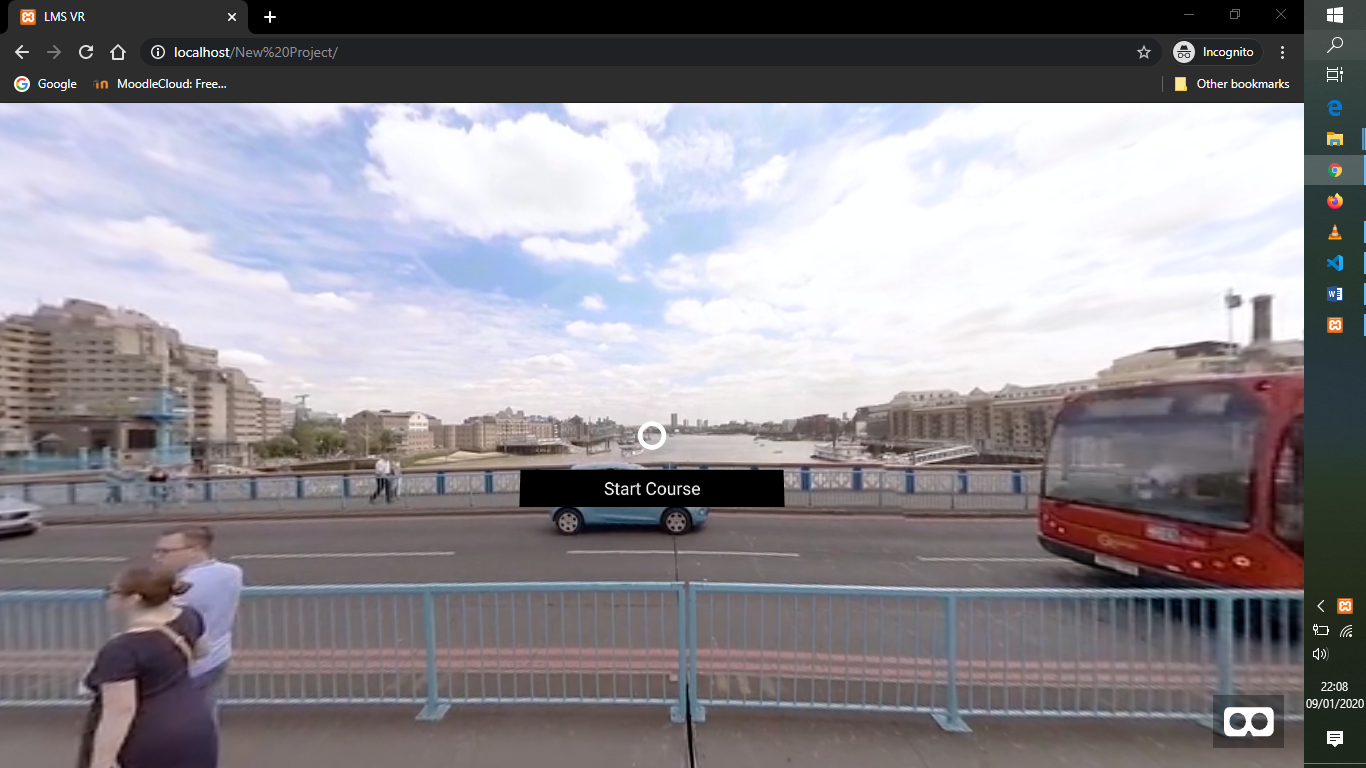 LMS VR
localhost/New%20Project/
Incognito
Google
MoodleCloud: Free...
Other bookmarks
Start Course
22:08
09/01/2020